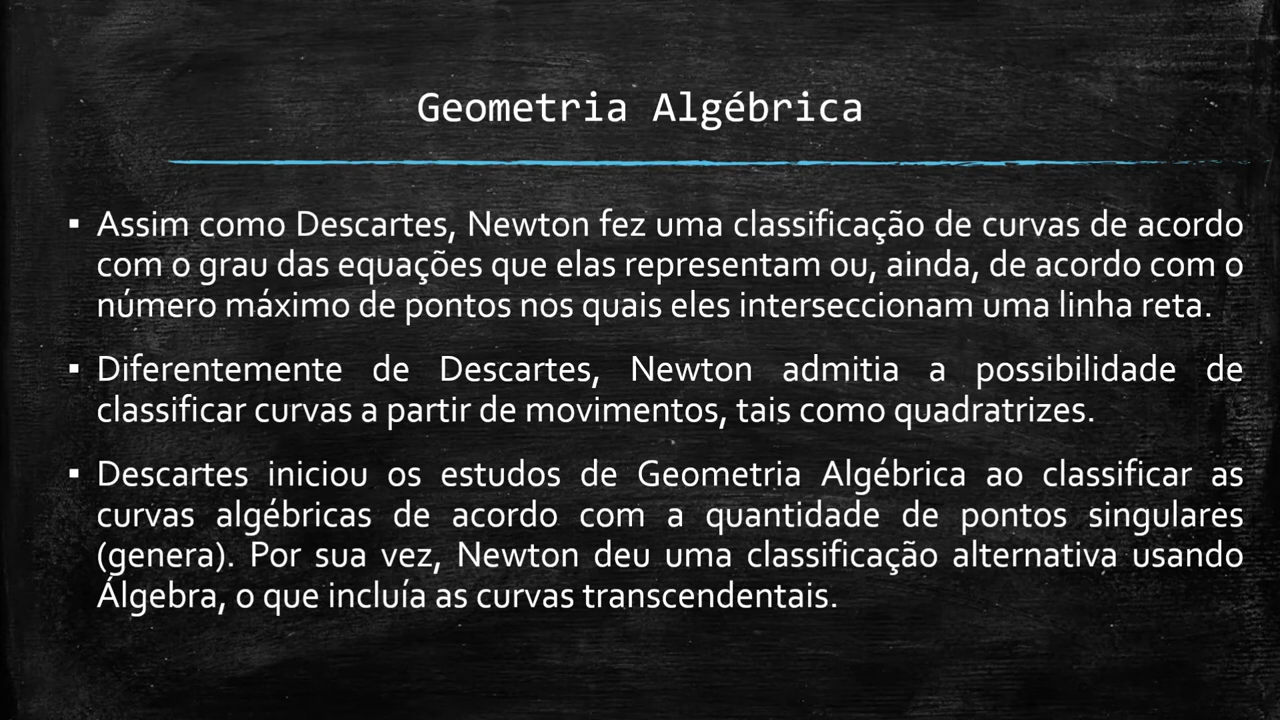 Geometria Algébrica
▪ Assim como Descartes, Newton fez uma classificação de curvas de acordo
com o grau das equações que elas representam ou, ainda, de acordo com o
número máximo de pontos nos quais eles interseccionam uma linha reta.
▪ Diferentemente de Descartes, Newton admitia a possibilidade de
classificar curvas a partir de movimentos, tais como quadratrizes.
▪ Descartes iniciou os estudos de Geometria Algébrica ao classificar as
curvas algébricas de acordo com a quantidade de pontos singulares
(genera). Por sua vez, Newton deu uma classificação alternativa usando
Álgebra, o que incluía as curvas transcendentais.